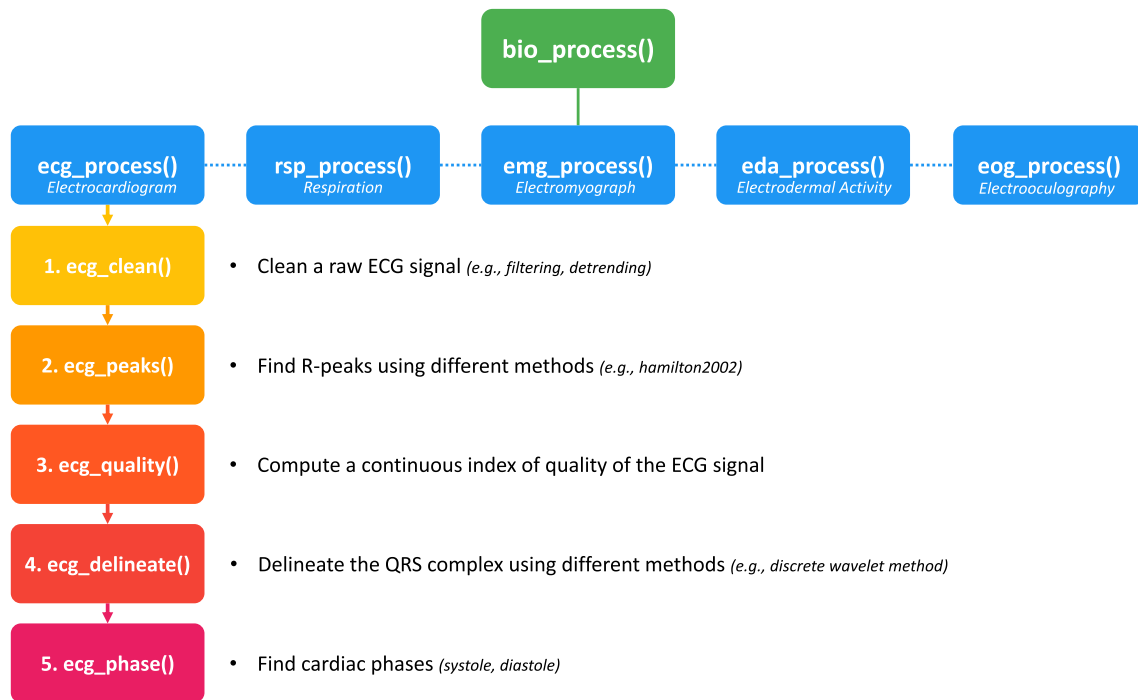 bio_process()
ecg_process()
Electrocardiogram
rsp_process()
Respiration
emg_process()
Electromyograph
eda_process()
Electrodermal Activity
eog_process()
Electrooculography
1. ecg_clean()
• Clean a raw ECG signal (e.g., filtering, detrending)
2. ecg_peaks()
• Find R-peaks using different methods (e.g., hamilton2002)
3. ecg_quality()
• Compute a continuous index of quality of the ECG signal
4. ecg_delineate()
• Delineate the QRS complex using different methods (e.g., discrete wavelet method)
5. ecg_phase()
• Find cardiac phases (systole, diastole)